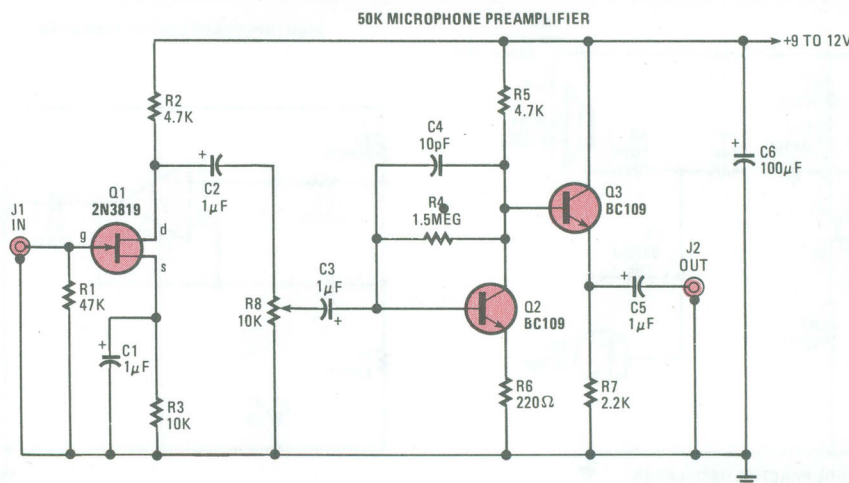 50K MICROPHONE PREAMPLIFIER
+9 TO 12V
R2
4.7K
R5
4.7K
C4
10pF
C6
100µF
Q1
2N3819
C2
1µF
Q3
BC109
J1
IN
R4
1.5MEG
J2
OUT
g
d
s
C3
1µF
R1
47K
R8
10K
Q2
BC109
C5
1µF
C1
1µF
R3
10K
R6
220Ω
R7
2.2K
+
+
+
+
+
+